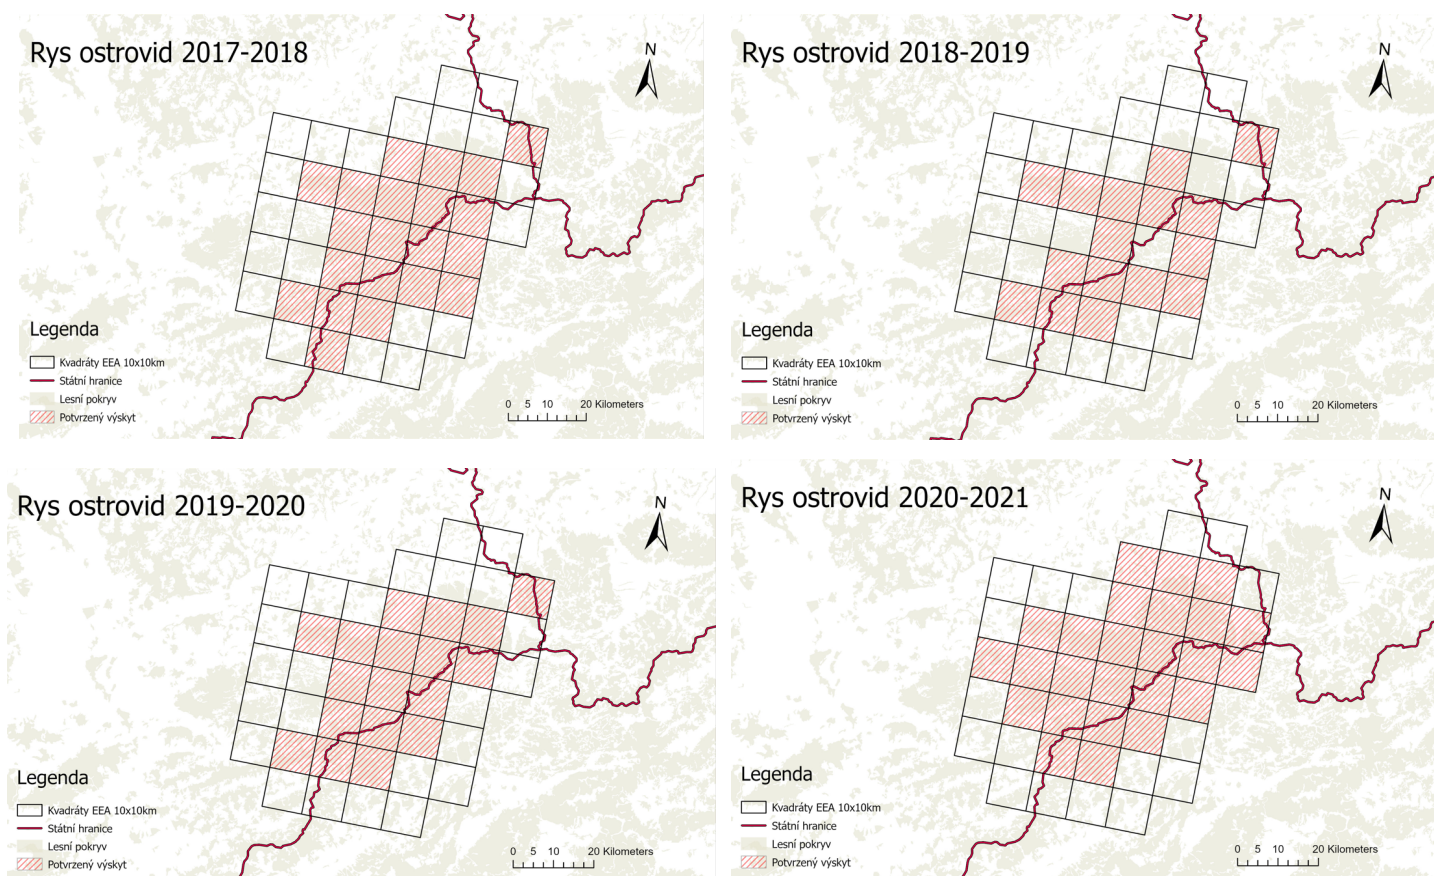 Rys ostrovid 2017-2018
N
Legenda
Kvadráty EEA 10x10km
Státní hranice
Lesní pokryv
Potvrzený výskyt
0 5 10 20 Kilometers
Rys ostrovid 2018-2019
N
Legenda
Kvadráty EEA 10x10km
Státní hranice
Lesní pokryv
Potvrzený výskyt
0 5 10 20 Kilometers
Rys ostrovid 2019-2020
N
Legenda
Kvadráty EEA 10x10km
Státní hranice
Lesní pokryv
Potvrzený výskyt
0 5 10 20 Kilometers
Rys ostrovid 2020-2021
N
Legenda
Kvadráty EEA 10x10km
Státní hranice
Lesní pokryv
Potvrzený výskyt
0 5 10 20 Kilometers